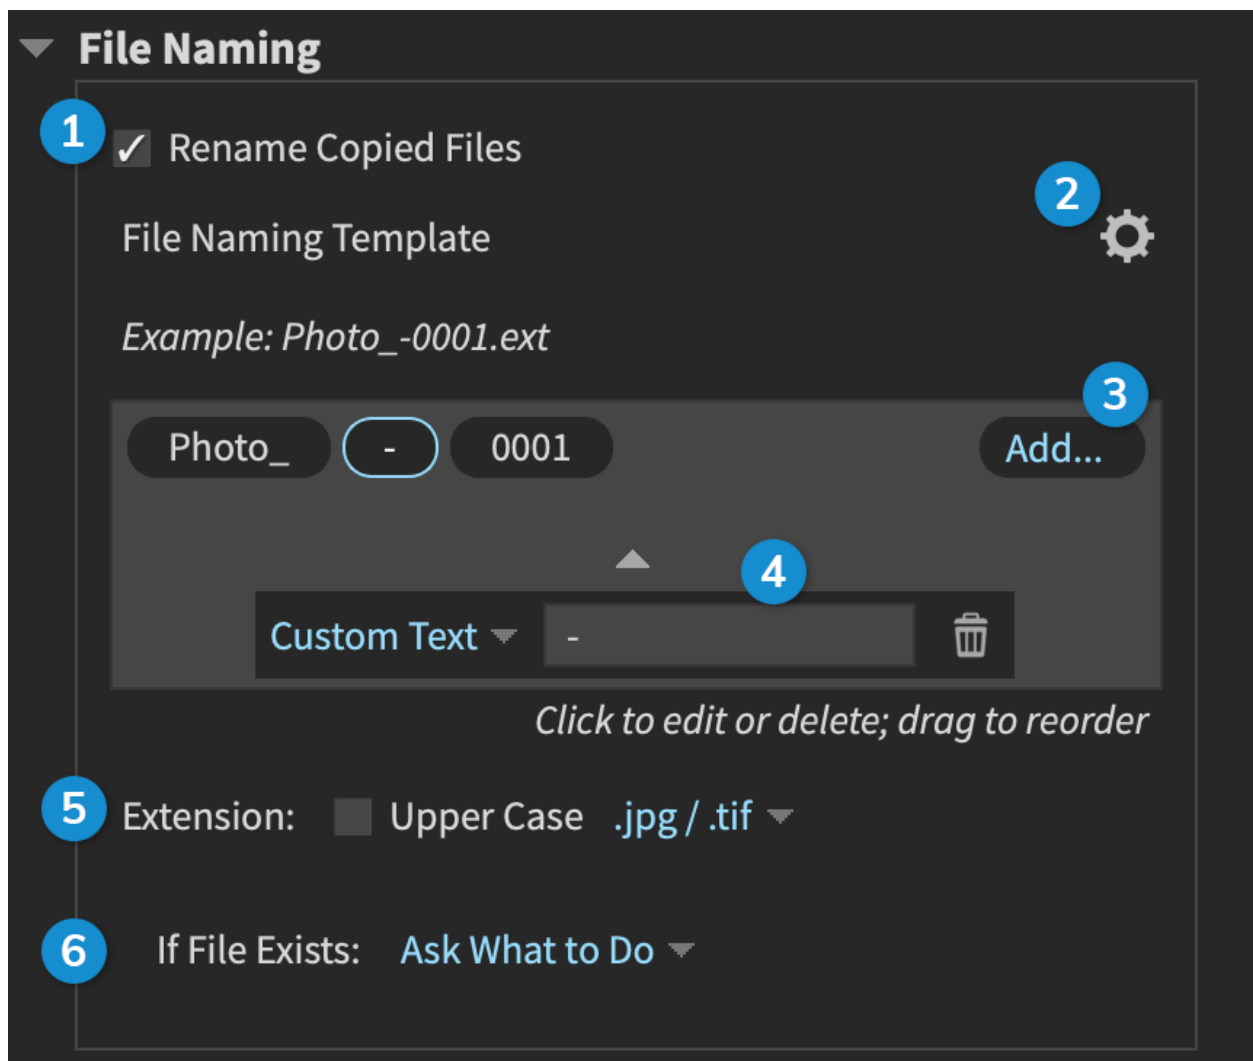 File Naming
1 ✓ Rename Copied Files
2
File Naming Template
Example: Photo_-0001.ext
3
Photo_ - 0001 Add...
4
Custom Text -
Click to edit or delete; drag to reorder
5 Extension: Upper Case .jpg / .tif
6 If File Exists: Ask What to Do